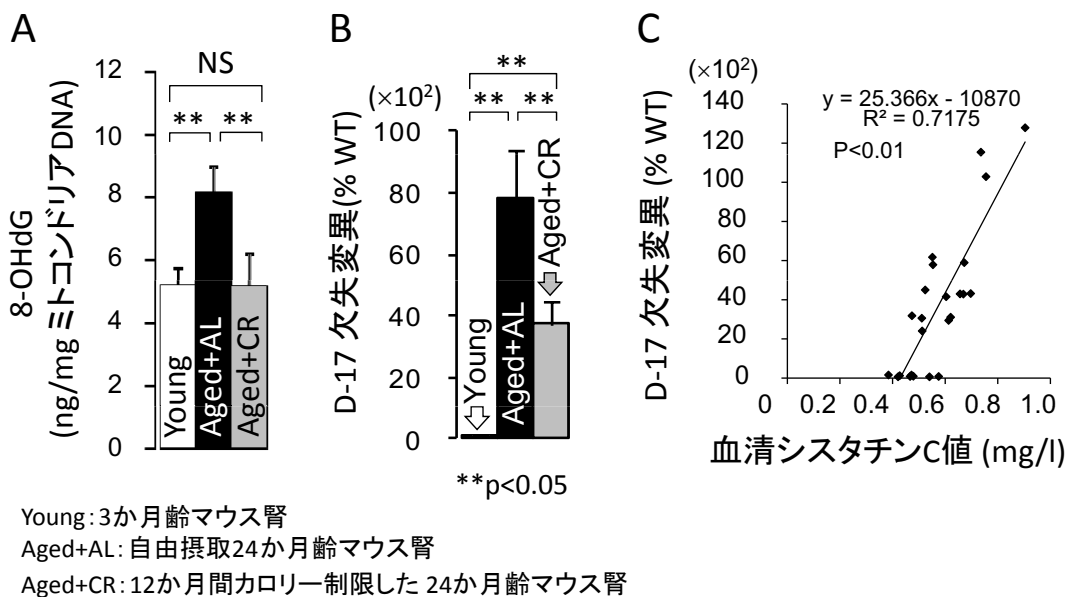 A
8-OHdG
(ng/mg ミトコンドリアDNA)
12
10
8
6
4
2
0
NS
**
**
Young
Aged+AL
Aged+CR
B
D-17 欠失変異(% WT)
(×10²)
100
80
60
40
20
0
**
**
**
Young
Aged+AL
Aged+CR
**p<0.05
C
D-17 欠失変異 (% WT)
(×10²)
140
120
100
80
60
40
20
0
y = 25.366x - 10870
R² = 0.7175
P<0.01
0 0.2 0.4 0.6 0.8 1.0
血清シスタチンC値 (mg/l)
Young：3か月齢マウス腎
Aged+AL：自由摂取24か月齢マウス腎
Aged+CR：12か月間カロリー制限した 24か月齢マウス腎